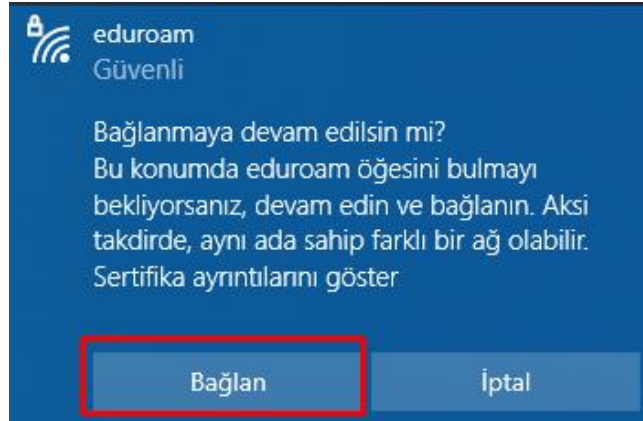 eduroam
Güvenli
Bağlanmaya devam edilsin mi?
Bu konumda eduroam öğesini bulmayı
bekliyorsanız, devam edin ve bağlanın. Aksi
takdirde, aynı ada sahip farklı bir ağ olabilir.
Sertifika ayrıntılarını göster
Bağlan
İptal